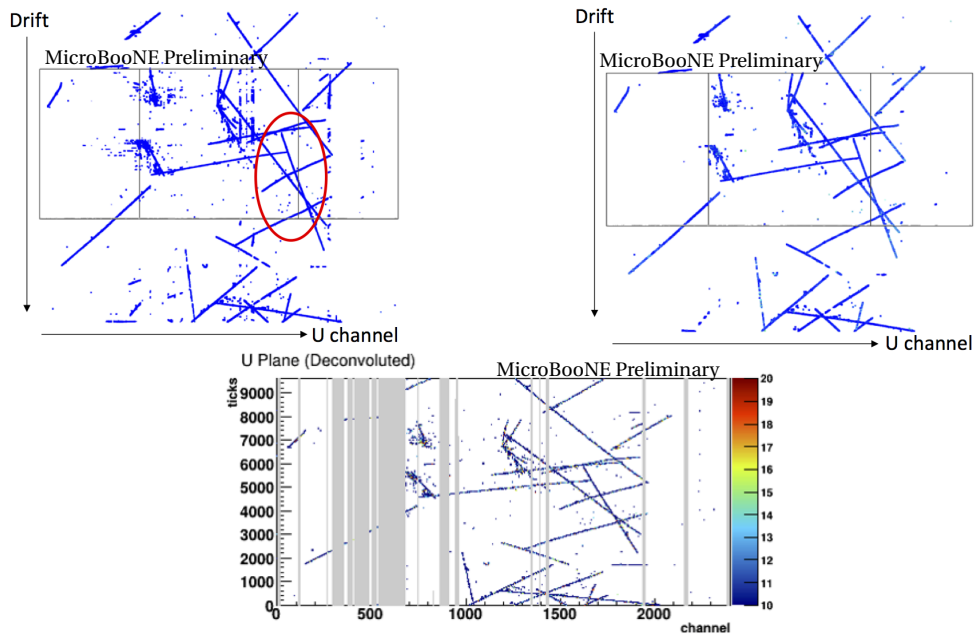 Drift
MicroBooNE Preliminary
U channel
Drift
MicroBooNE Preliminary
U channel
U Plane (Deconvoluted)
MicroBooNE Preliminary
ticks
9000
8000
7000
6000
5000
4000
3000
2000
1000
0
0
500
1000
1500
2000
channel
20
19
18
17
16
15
14
13
12
11
10